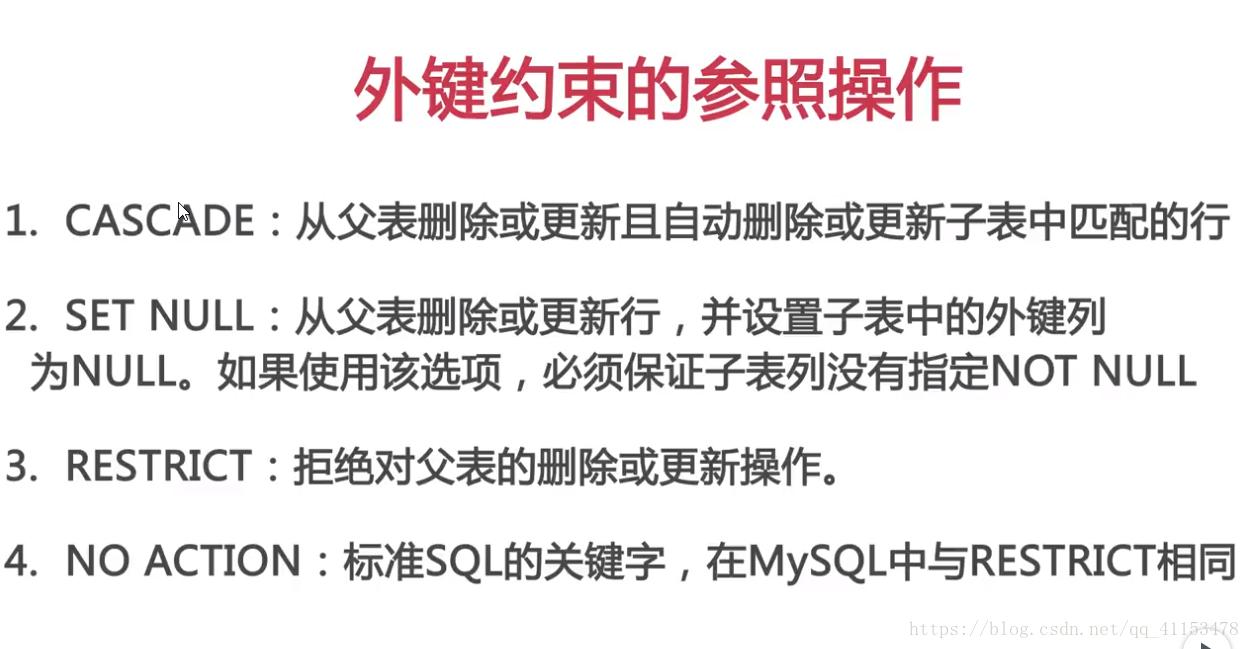 外键约束的参照操作
1. CASCADE：从父表删除或更新且自动删除或更新子表中匹配的行
2. SET NULL：从父表删除或更新行，并设置子表中的外键列
为NULL。如果使用该选项，必须保证子表列没有指定NOT NULL
3. RESTRICT：拒绝对父表的删除或更新操作。
4. NO ACTION：标准SQL的关键字，在MySQL中与RESTRICT相同
https://blog.csdn.net/qq_41153478